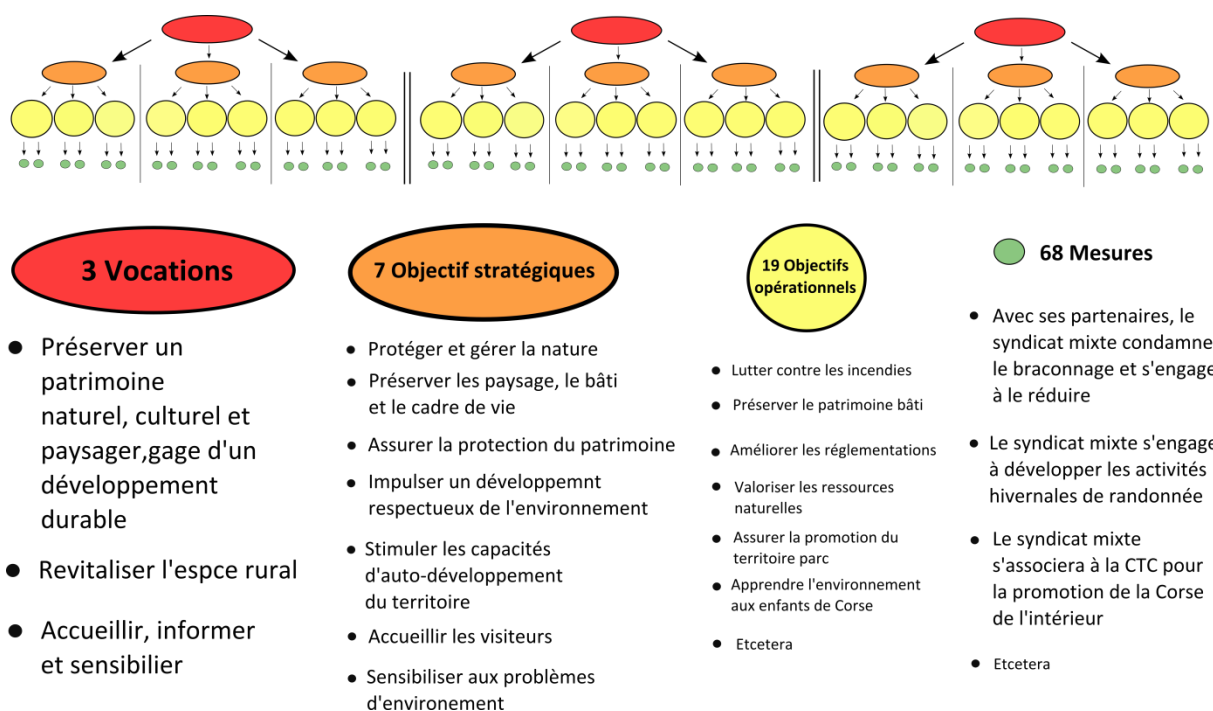 3 Vocations
Préserver un
patrimoine
naturel, culturel et
paysager,gage d'un
développement
durable
Revitaliser l'espce rural
Accueillir, informer
et sensibilier
7 Objectif stratégiques
Protéger et gérer la nature
Préserver les paysage, le bâti
et le cadre de vie
Assurer la protection du patrimoine
Impulser un développemnt
respectueux de l'environnement
Stimuler les capacités
d'auto-développement
du territoire
Accueillir les visiteurs
Sensibiliser aux problèmes
d'environement
19 Objectifs
opérationnels
Lutter contre les incendies
Préserver le patrimoine bâti
Améliorer les réglementations
Valoriser les ressources
naturelles
Assurer la promotion du
territoire parc
Apprendre l'environnement
aux enfants de Corse
Etcetera
68 Mesures
Avec ses partenaires, le
syndicat mixte condamne
le braconnage et s'engage
à le réduire
Le syndicat mixte s'engage
à développer les activités
hivernales de randonnée
Le syndicat mixte
s'associera à la CTC pour
la promotion de la Corse
de l'intérieur
Etcetera